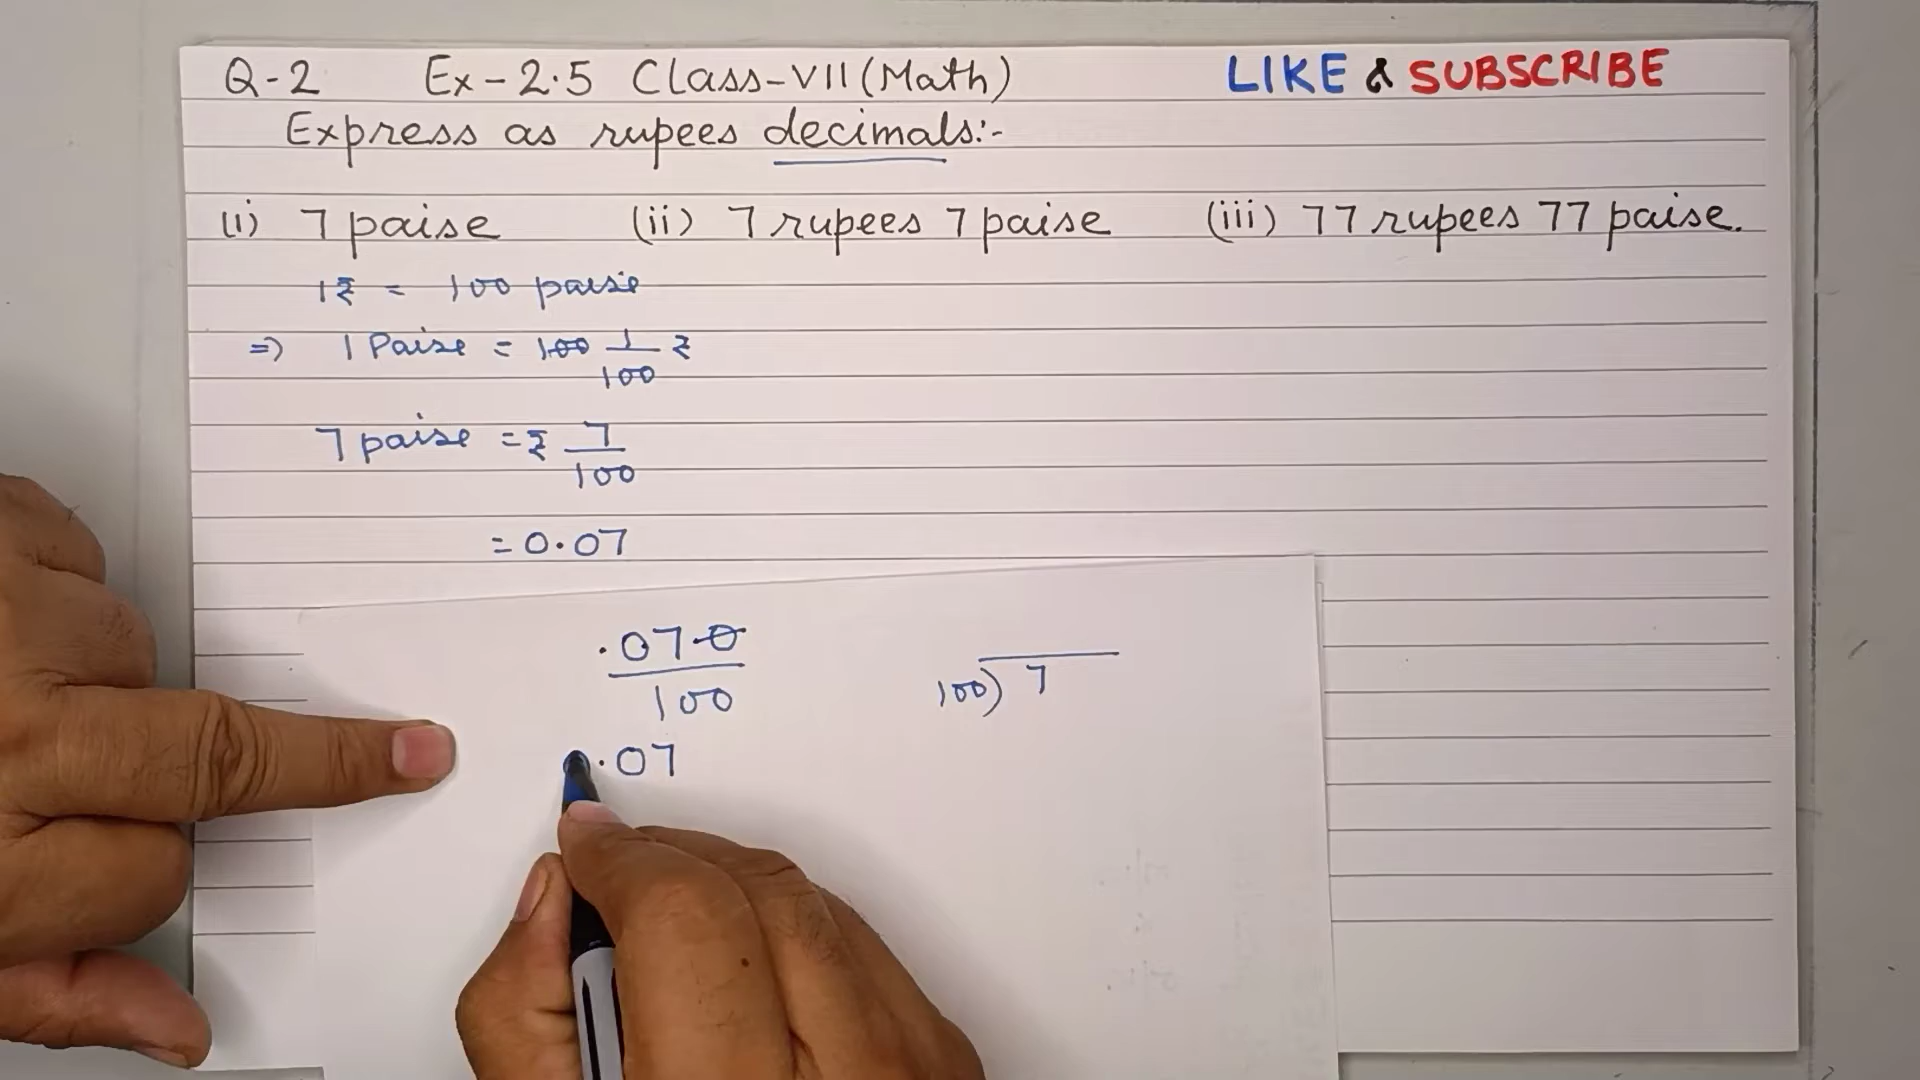 Q-2 Ex-2.5 Class-VII (Math) LIKE & SUBSCRIBE
Express as rupees decimals:-
(i) 7 paise (ii) 7 rupees 7 paise (iii) 77 rupees 77 paise.
1₹ = 100 paise
⇒ 1 Paise = 100 1/100 ₹
7 paise = ₹ 7/100
= 0.07
.070
100
100) 7
0.07